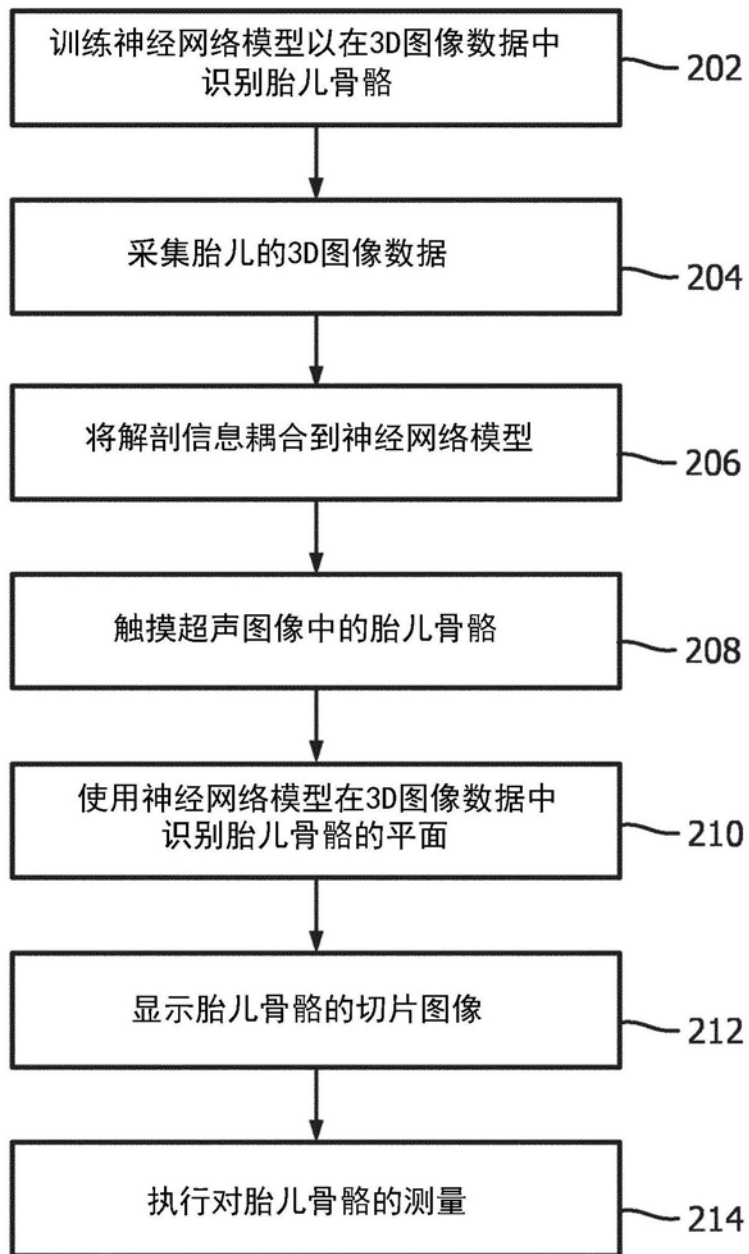 训练神经网络模型以在3D图像数据中
识别胎儿骨骼
202
采集胎儿的3D图像数据
204
将解剖信息耦合到神经网络模型
206
触摸超声图像中的胎儿骨骼
208
使用神经网络模型在3D图像数据中
识别胎儿骨骼的平面
210
显示胎儿骨骼的切片图像
212
执行对胎儿骨骼的测量
214